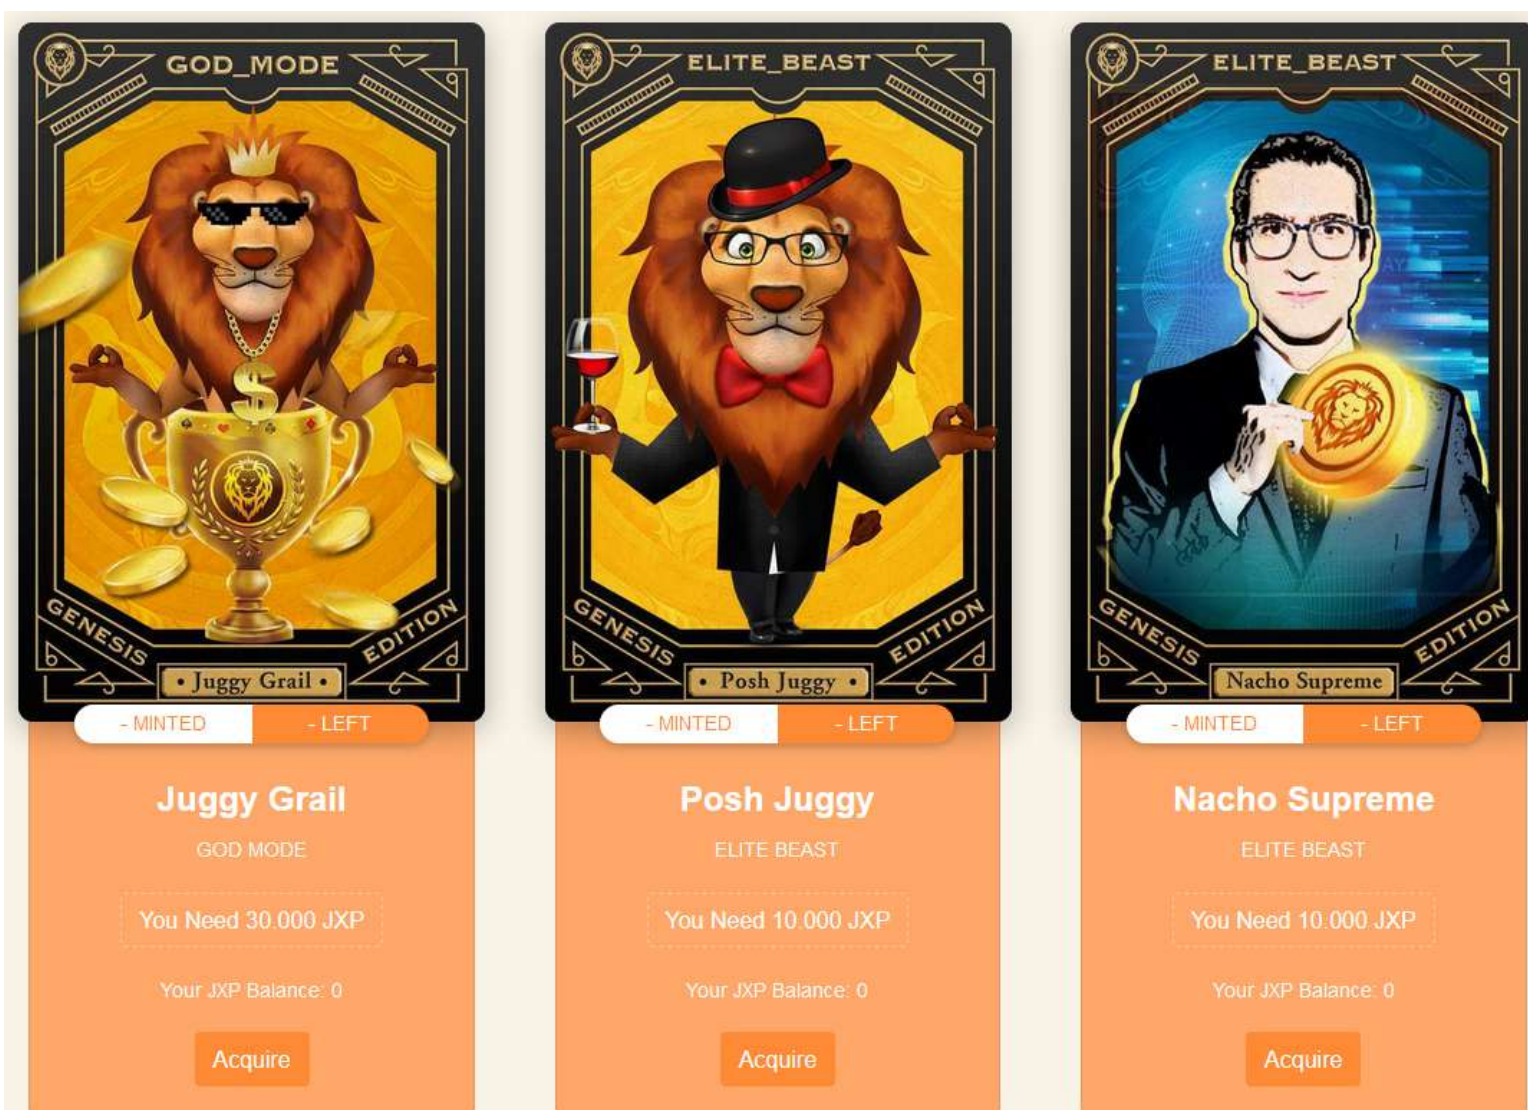 GOD_MODE
GENESIS
EDITION
• Juggy Grail •
- MINTED
- LEFT
Juggy Grail
GOD MODE
You Need 30.000 JXP
Your JXP Balance: 0
Acquire
ELITE_BEAST
GENESIS
EDITION
• Posh Juggy •
- MINTED
- LEFT
Posh Juggy
ELITE BEAST
You Need 10.000 JXP
Your JXP Balance: 0
Acquire
ELITE_BEAST
GENESIS
EDITION
Nacho Supreme
- MINTED
- LEFT
Nacho Supreme
ELITE BEAST
You Need 10.000 JXP
Your JXP Balance: 0
Acquire